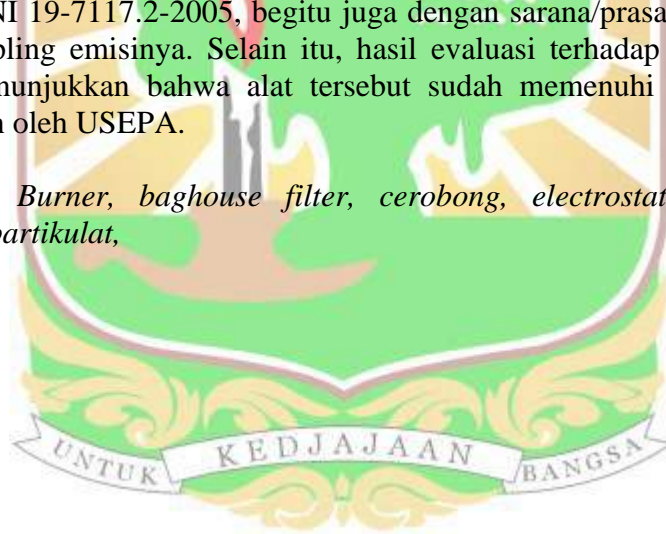 NI 19-7117.2-2005, begitu juga dengan sarana/prasa
pling emisinya. Selain itu, hasil evaluasi terhadap
nunjukkan bahwa alat tersebut sudah memenuhi
n oleh USEPA.
Burner, baghouse filter, cerobong, electrostat
partikulat,
UNTUK KEDJAJAAN BANGSA